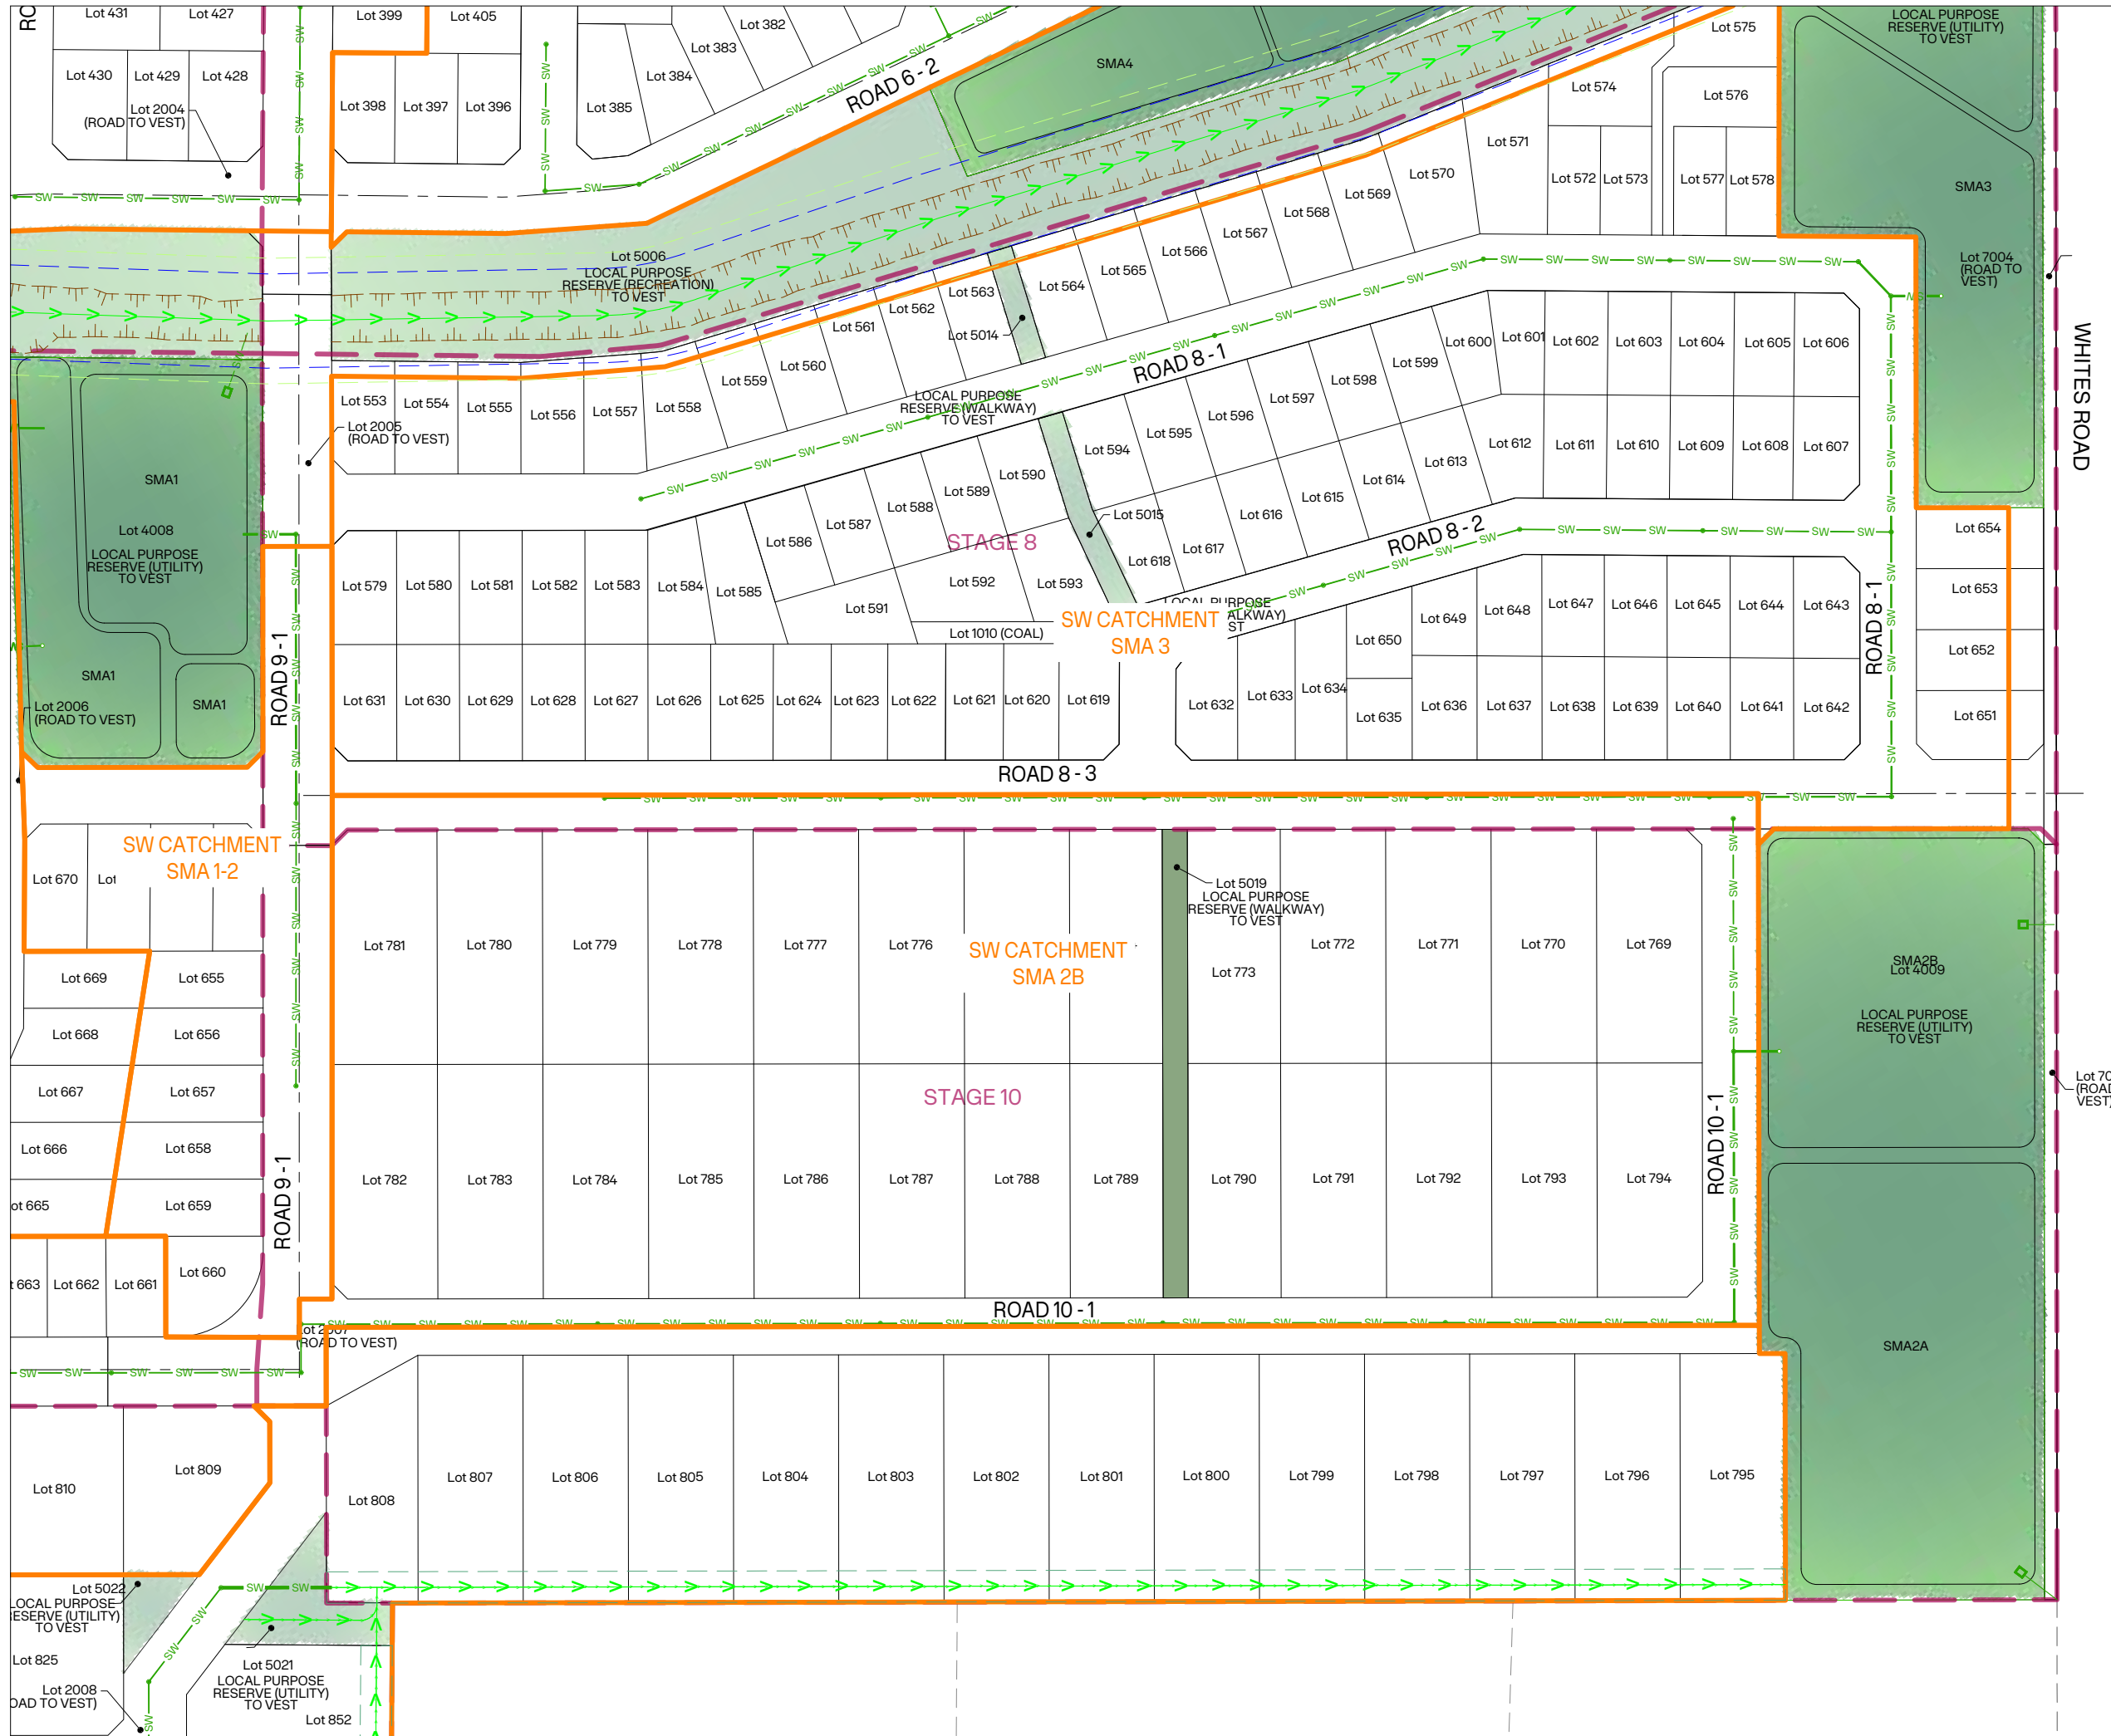 RO
Lot 431
Lot 427
Lot 399
Lot 405
Lot 382
Lot 383
Lot 384
Lot 385
Lot 430
Lot 429
Lot 428
Lot 2004
(ROAD TO VEST)
Lot 398
Lot 397
Lot 396
ROAD 6 - 2
SMA4
Lot 575
Lot 574
Lot 576
Lot 571
Lot 572
Lot 573
Lot 577
Lot 578
LOCAL PURPOSE
RESERVE (UTILITY)
TO VEST
SMA3
Lot 7004
(ROAD TO
VEST)
WHITES ROAD
Lot 5006
LOCAL PURPOSE
RESERVE (RECREATION)
TO VEST
Lot 570
Lot 569
Lot 568
Lot 567
Lot 566
Lot 565
Lot 564
Lot 563
Lot 562
Lot 561
Lot 560
Lot 559
Lot 558
Lot 557
Lot 556
Lot 555
Lot 554
Lot 553
Lot 5014
ROAD 8 - 1
LOCAL PURPOSE
RESERVE (WALKWAY)
TO VEST
Lot 2005
(ROAD TO VEST)
Lot 600
Lot 601
Lot 602
Lot 603
Lot 604
Lot 605
Lot 606
Lot 599
Lot 598
Lot 597
Lot 596
Lot 595
Lot 594
Lot 590
Lot 589
Lot 588
Lot 587
Lot 586
Lot 612
Lot 611
Lot 610
Lot 609
Lot 608
Lot 607
Lot 613
Lot 614
Lot 615
Lot 616
Lot 617
Lot 618
Lot 5015
STAGE 8
ROAD 8 - 2
SMA1
Lot 4008
LOCAL PURPOSE
RESERVE (UTILITY)
TO VEST
SMA1
SMA1
Lot 2006
(ROAD TO VEST)
ROAD 9 - 1
Lot 579
Lot 580
Lot 581
Lot 582
Lot 583
Lot 584
Lot 585
Lot 591
Lot 592
Lot 593
Lot 1010 (COAL)
SW CATCHMENT
SMA 3
LOCAL PURPOSE
ALKWAY)
ST
Lot 650
Lot 649
Lot 648
Lot 647
Lot 646
Lot 645
Lot 644
Lot 643
ROAD 8 - 1
Lot 654
Lot 653
Lot 652
Lot 651
Lot 631
Lot 630
Lot 629
Lot 628
Lot 627
Lot 626
Lot 625
Lot 624
Lot 623
Lot 622
Lot 621
Lot 620
Lot 619
Lot 632
Lot 633
Lot 634
Lot 635
Lot 636
Lot 637
Lot 638
Lot 639
Lot 640
Lot 641
Lot 642
ROAD 8 - 3
SW CATCHMENT
SMA 1-2
Lot 670
Lot
Lot 669
Lot 655
Lot 668
Lot 656
Lot 667
Lot 657
Lot 666
Lot 658
ot 665
Lot 659
t 663
Lot 662
Lot 661
Lot 660
ROAD 9 - 1
Lot 781
Lot 780
Lot 779
Lot 778
Lot 777
Lot 776
SW CATCHMENT
SMA 2B
Lot 5019
LOCAL PURPOSE
RESERVE (WALKWAY)
TO VEST
Lot 773
Lot 772
Lot 771
Lot 770
Lot 769
SMA2B
Lot 4009
LOCAL PURPOSE
RESERVE (UTILITY)
TO VEST
Lot 70
(ROAD
VEST)
STAGE 10
Lot 782
Lot 783
Lot 784
Lot 785
Lot 786
Lot 787
Lot 788
Lot 789
Lot 790
Lot 791
Lot 792
Lot 793
Lot 794
ROAD 10 - 1
ROAD 10 - 1
Lot 2007
(ROAD TO VEST)
SMA2A
Lot 810
Lot 809
Lot 808
Lot 807
Lot 806
Lot 805
Lot 804
Lot 803
Lot 802
Lot 801
Lot 800
Lot 799
Lot 798
Lot 797
Lot 796
Lot 795
Lot 5022
LOCAL PURPOSE
RESERVE (UTILITY)
TO VEST
Lot 825
Lot 2008
OAD TO VEST)
Lot 5021
LOCAL PURPOSE
RESERVE (UTILITY)
TO VEST
Lot 852